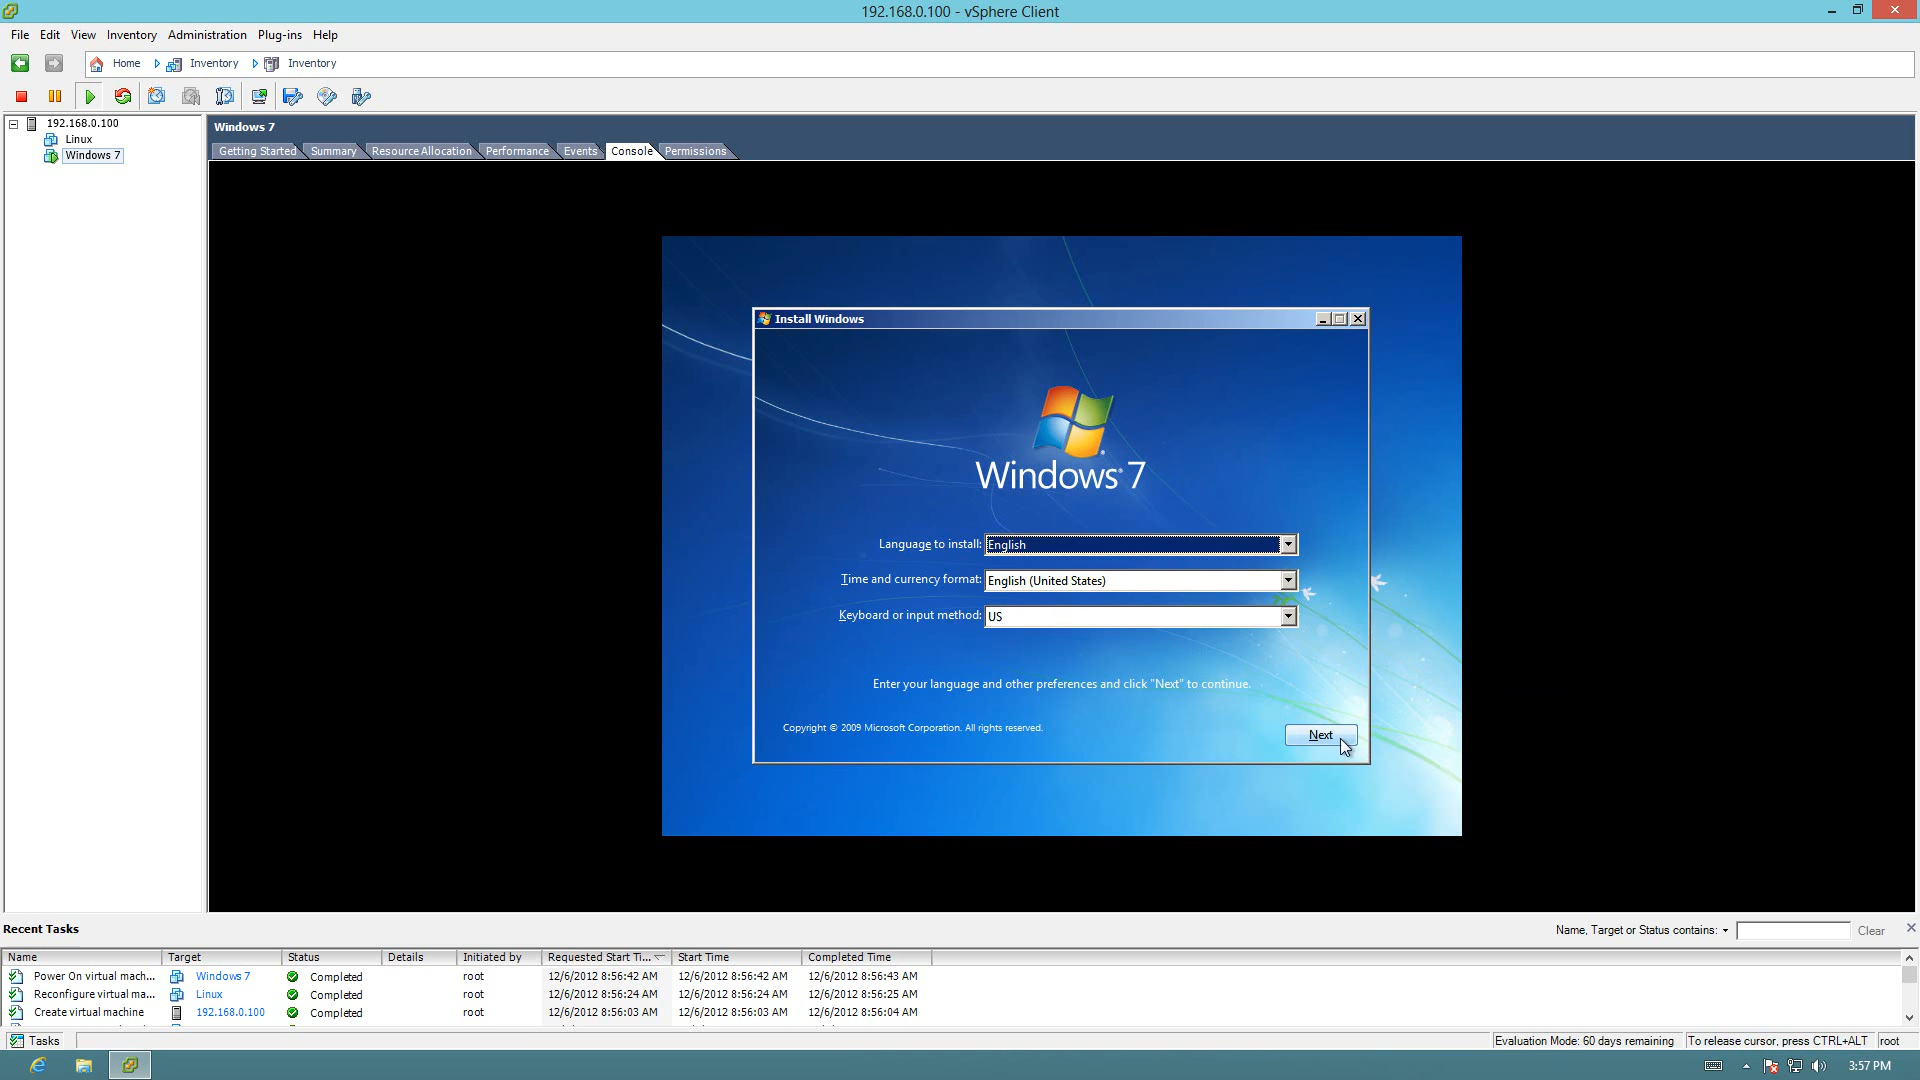 192.168.0.100 - vSphere Client
File Edit View Inventory Administration Plug-ins Help
Home Inventory Inventory
192.168.0.100
Linux
Windows 7
Windows 7
Getting Started Summary Resource Allocation Performance Events Console Permissions
Install Windows
Windows 7
Language to install: English
Time and currency format: English (United States)
Keyboard or input method: US
Enter your language and other preferences and click "Next" to continue.
Copyright © 2009 Microsoft Corporation. All rights reserved.
Next
Recent Tasks
Name, Target or Status contains: Clear
Name Target Status Details Initiated by Requested Start Ti... Start Time Completed Time
Power On virtual mach... Windows 7 Completed root 12/6/2012 8:56:42 AM 12/6/2012 8:56:42 AM 12/6/2012 8:56:43 AM
Reconfigure virtual ma... Linux Completed root 12/6/2012 8:56:24 AM 12/6/2012 8:56:24 AM 12/6/2012 8:56:25 AM
Create virtual machine 192.168.0.100 Completed root 12/6/2012 8:56:03 AM 12/6/2012 8:56:03 AM 12/6/2012 8:56:04 AM
Tasks
Evaluation Mode: 60 days remaining To release cursor, press CTRL+ALT root
3:57 PM